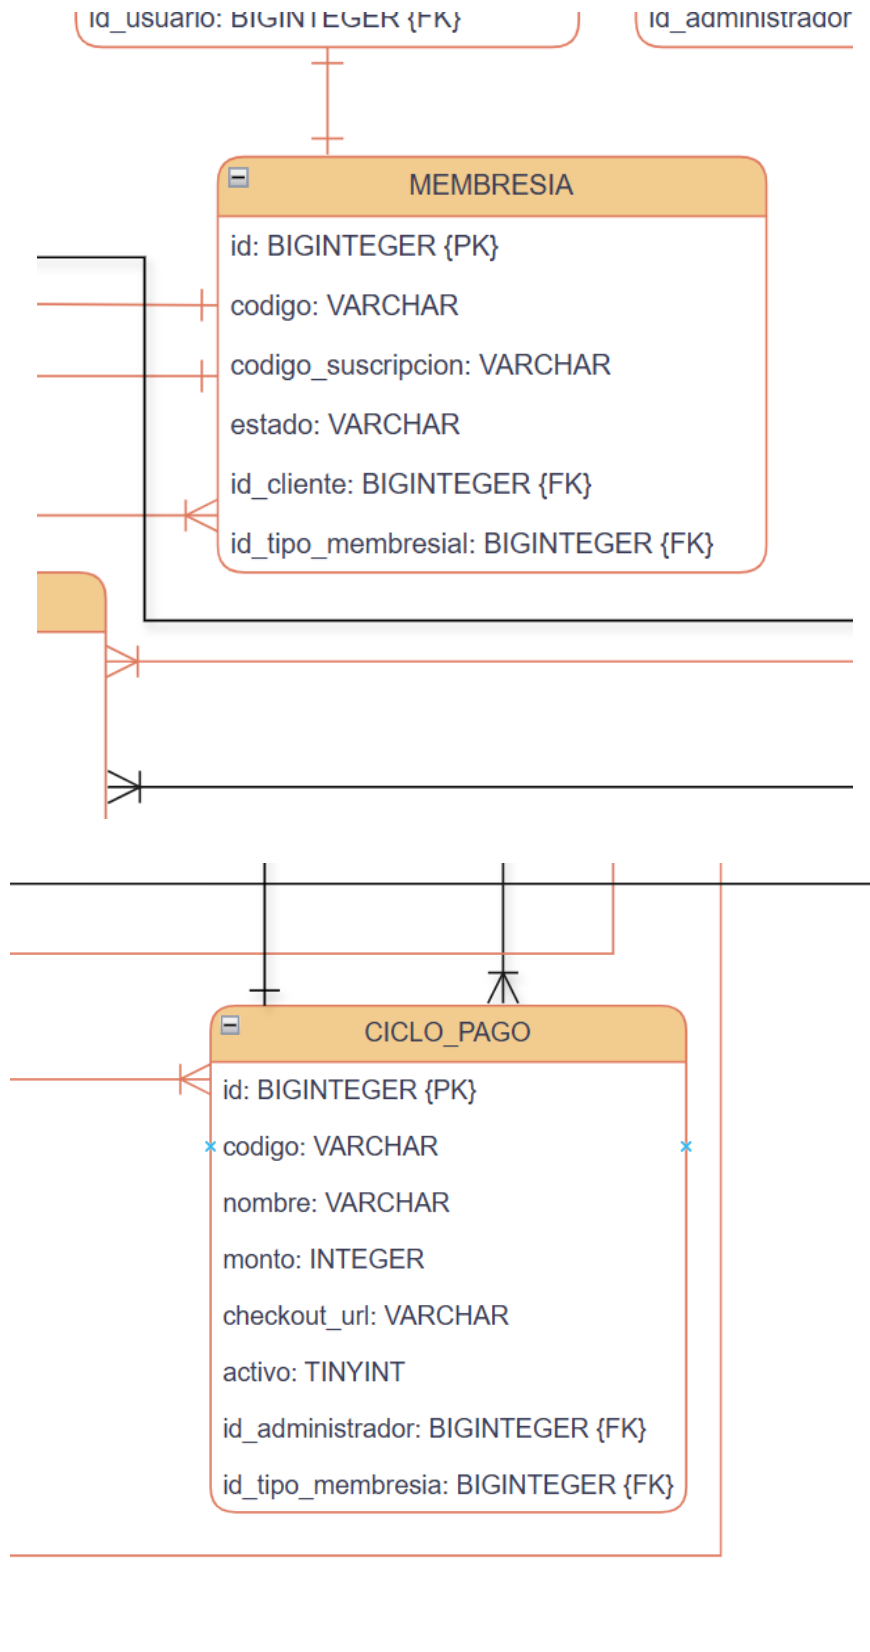 id_usuario: BIGINTEGER {FK}
id_administrador
MEMBRESIA
id: BIGINTEGER {PK}
codigo: VARCHAR
codigo_suscripcion: VARCHAR
estado: VARCHAR
id_cliente: BIGINTEGER {FK}
id_tipo_membresial: BIGINTEGER {FK}
CICLO_PAGO
id: BIGINTEGER {PK}
codigo: VARCHAR
nombre: VARCHAR
monto: INTEGER
checkout_url: VARCHAR
activo: TINYINT
id_administrador: BIGINTEGER {FK}
id_tipo_membresia: BIGINTEGER {FK}